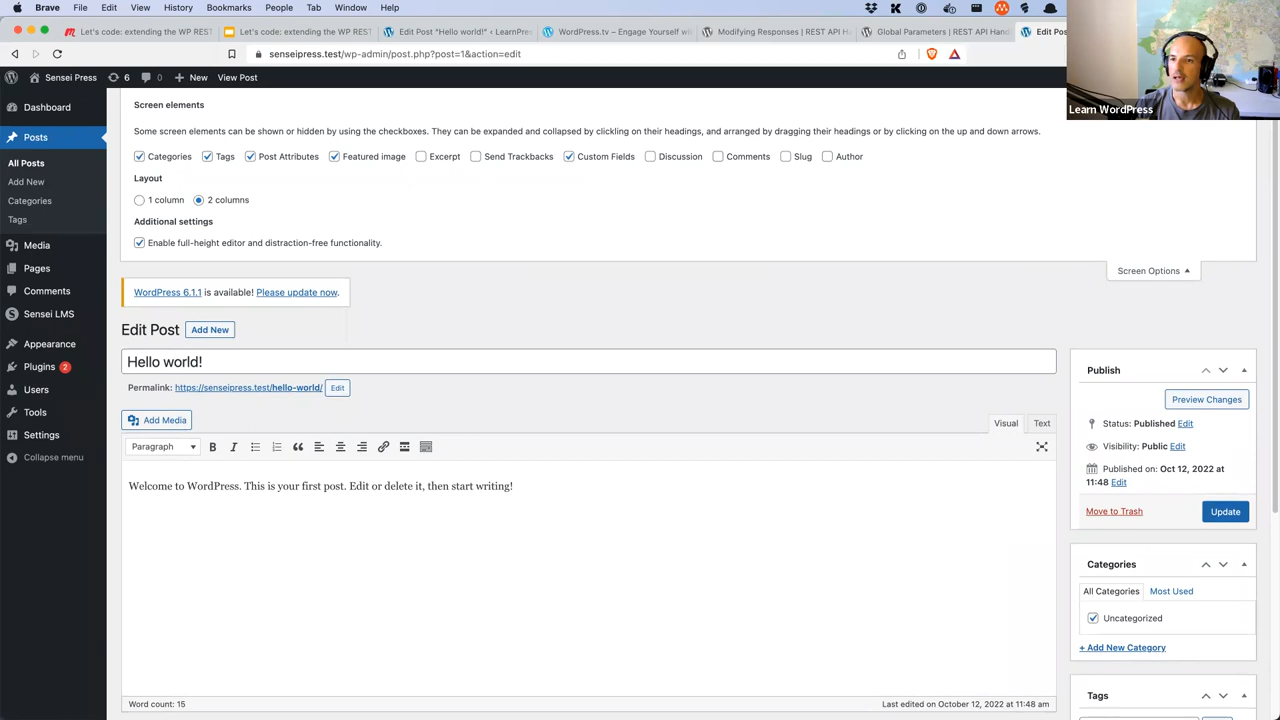 Brave File Edit View History Bookmarks People Tab Window Help
Let's code: extending the WP REST
Let's code: extending the WP REST
Edit Post "Hello world!" ‹ LearnPres
WordPress.tv – Engage Yourself wi
Modifying Responses | REST API H
Global Parameters | REST API Hand
Edit Po
senseipress.test/wp-admin/post.php?post=1&action=edit
Learn WordPress
Sensei Press 6 0 New View Post
Dashboard
Posts
All Posts
Add New
Categories
Tags
Media
Pages
Comments
Sensei LMS
Appearance
Plugins 2
Users
Tools
Settings
Collapse menu
Screen elements
Some screen elements can be shown or hidden by using the checkboxes. They can be expanded and collapsed by clickling on their headings, and arranged by dragging their headings or by clicking on the up and down arrows.
Categories Tags Post Attributes Featured image Excerpt Send Trackbacks Custom Fields Discussion Comments Slug Author
Layout
1 column 2 columns
Additional settings
Enable full-height editor and distraction-free functionality.
Screen Options
WordPress 6.1.1 is available! Please update now.
Edit Post Add New
Hello world!
Permalink: https://senseipress.test/hello-world/ Edit
Add Media
Visual Text
Paragraph B I
Welcome to WordPress. This is your first post. Edit or delete it, then start writing!
Word count: 15
Last edited on October 12, 2022 at 11:48 am
Publish
Preview Changes
Status: Published Edit
Visibility: Public Edit
Published on: Oct 12, 2022 at
11:48 Edit
Move to Trash Update
Categories
All Categories Most Used
Uncategorized
+ Add New Category
Tags